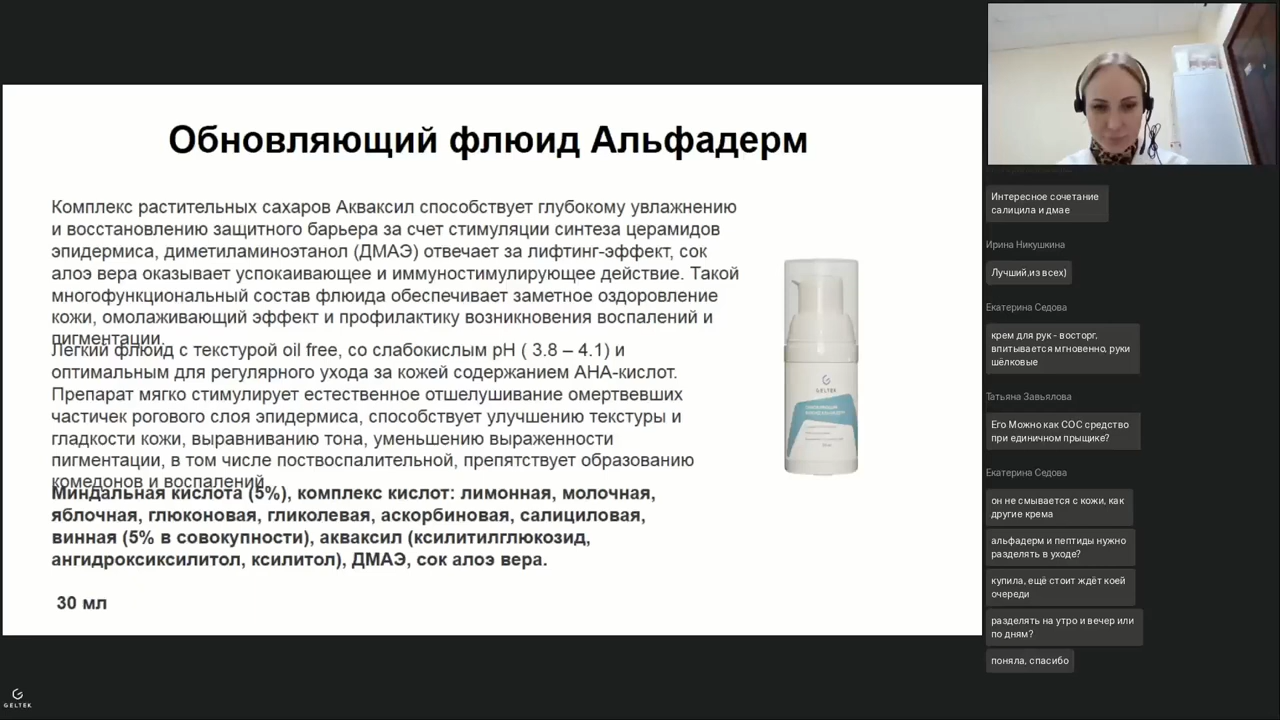 Обновляющий флюид Альфадерм
Комплекс растительных сахаров Акваксил способствует глубокому увлажнению
и восстановлению защитного барьера за счет стимуляции синтеза церамидов
эпидермиса, диметиламиноэтанол (ДМАЭ) отвечает за лифтинг-эффект, сок
алоэ вера оказывает успокаивающее и иммуностимулирующее действие. Такой
многофункциональный состав флюида обеспечивает заметное оздоровление
кожи, омолаживающий эффект и профилактику возникновения воспалений и
пигментации.
Легкий флюид с текстурой oil free, со слабокислым pH ( 3.8 – 4.1) и
оптимальным для регулярного ухода за кожей содержанием АНА-кислот.
Препарат мягко стимулирует естественное отшелушивание омертвевших
частичек рогового слоя эпидермиса, способствует улучшению текстуры и
гладкости кожи, выравниванию тона, уменьшению выраженности
пигментации, в том числе поствоспалительной, препятствует образованию
комедонов и воспалений
Миндальная кислота (5%), комплекс кислот: лимонная, молочная,
яблочная, глюконовая, гликолевая, аскорбиновая, салициловая,
винная (5% в совокупности), акваксил (ксилитилглюкозид,
ангидроксиксилитол, ксилитол), ДМАЭ, сок алоэ вера.
30 мл
GELTEK
GELTEK
Интересное сочетание
салицила и дмае
Ирина Никушкина
Лучший,из всех)
Екатерина Седова
крем для рук - восторг,
впитывается мгновенно, руки
шёлковые
Татьяна Завьялова
Его Можно как СОС средство
при единичном прыщике?
Екатерина Седова
он не смывается с кожи, как
другие крема
альфадерм и пептиды нужно
разделять в уходе?
купила, ещё стоит ждёт коей
очереди
разделять на утро и вечер или
по дням?
поняла, спасибо